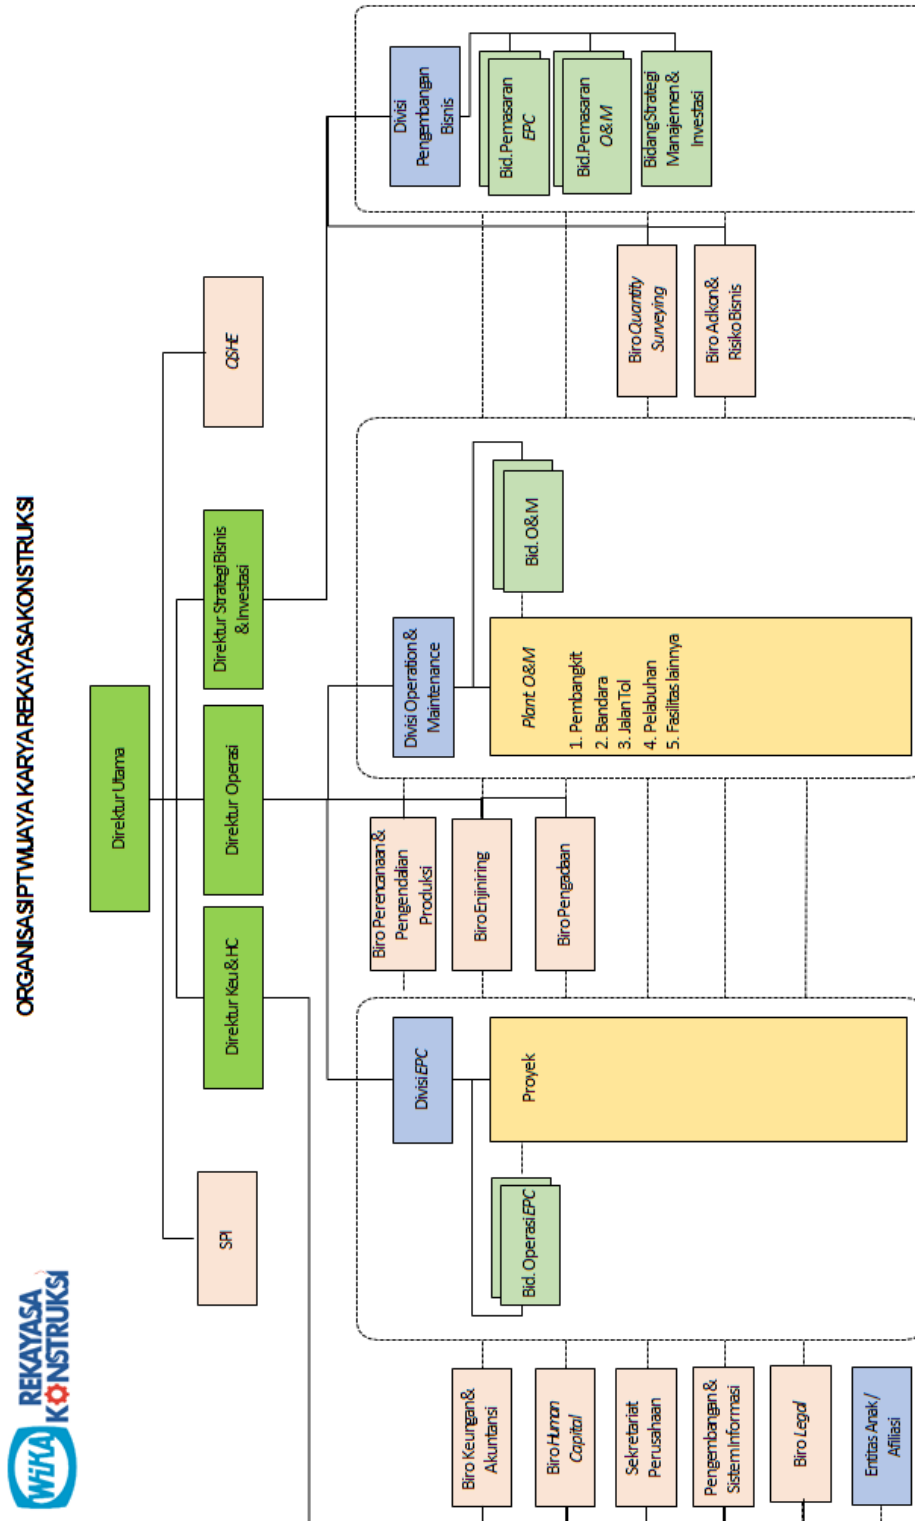 WIKA
REKAYASA
KONSTRUKSI
ORGANISASI PT WIJAYA KARYA REKAYASA KONSTRUKSI
Direktur Utama
SPI
QSHE
Direktur Keu & HC
Direktur Operasi
Direktur Strategi Bisnis
& Investasi
Divisi EPC
Bid. Operasi EPC
Proyek
Biro Perencanaan &
Pengendalian
Produksi
Biro Enjiniring
Biro Pengadaan
Divisi Operation &
Maintenance
Plant O&M
1. Pembangkit
2. Bandara
3. Jalan Tol
4. Pelabuhan
5. Fasilitas lainnya
Bid. O&M
Divisi
Pengembangan
Bisnis
Bid. Pemasaran
EPC
Bid. Pemasaran
O&M
Bidang Strategi
Manajemen &
Investasi
Biro Quantity
Surveying
Biro Adkon &
Risiko Bisnis
Biro Keungan &
Akuntansi
Biro Human
Capital
Sekretariat
Perusahaan
Pengembangan &
Sistem Informasi
Biro Legal
Entitas Anak /
Afiliasi